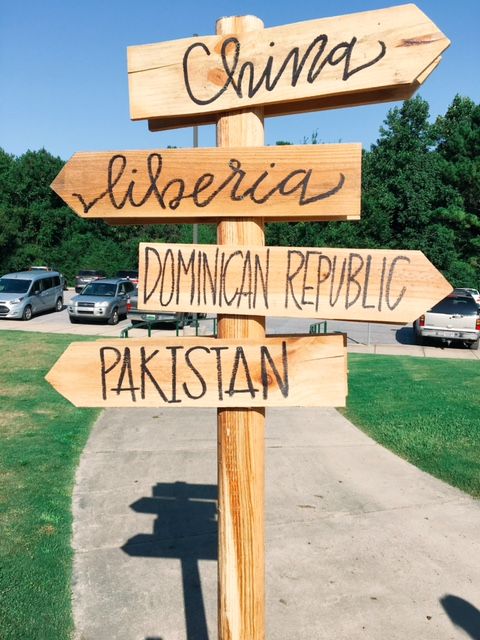 China
liberia
DOMINICAN REPUBLIC
PAKISTAN